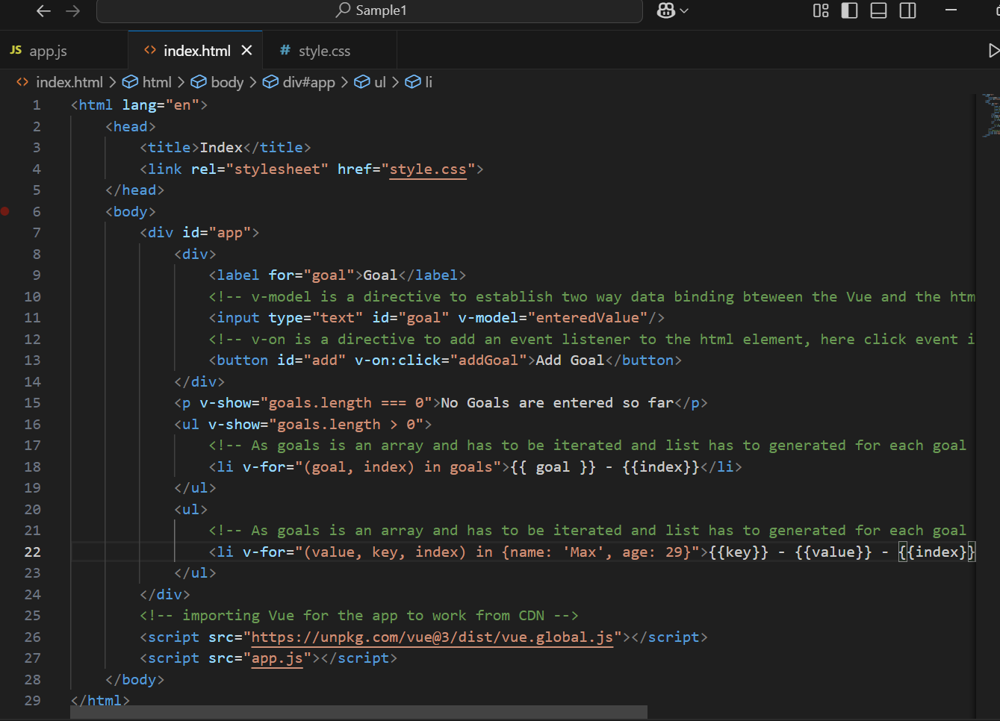 Sample1
JS app.js
<> index.html
# style.css
<> index.html > html > body > div#app > ul > li
1 <html lang="en">
2 <head>
3 <title>Index</title>
4 <link rel="stylesheet" href="style.css">
5 </head>
6 <body>
7 <div id="app">
8 <div>
9 <label for="goal">Goal</label>
10 <!-- v-model is a directive to establish two way data binding bteween the Vue and the htm
11 <input type="text" id="goal" v-model="enteredValue"/>
12 <!-- v-on is a directive to add an event listener to the html element, here click event i
13 <button id="add" v-on:click="addGoal">Add Goal</button>
14 </div>
15 <p v-show="goals.length === 0">No Goals are entered so far</p>
16 <ul v-show="goals.length > 0">
17 <!-- As goals is an array and has to be iterated and list has to generated for each goal
18 <li v-for="(goal, index) in goals">{{ goal }} - {{index}}</li>
19 </ul>
20 <ul>
21 <!-- As goals is an array and has to be iterated and list has to generated for each goal
22 <li v-for="(value, key, index) in {name: 'Max', age: 29}">{{key}} - {{value}} - {{index}}
23 </ul>
24 </div>
25 <!-- importing Vue for the app to work from CDN -->
26 <script src="https://unpkg.com/vue@3/dist/vue.global.js"></script>
27 <script src="app.js"></script>
28 </body>
29 </html>